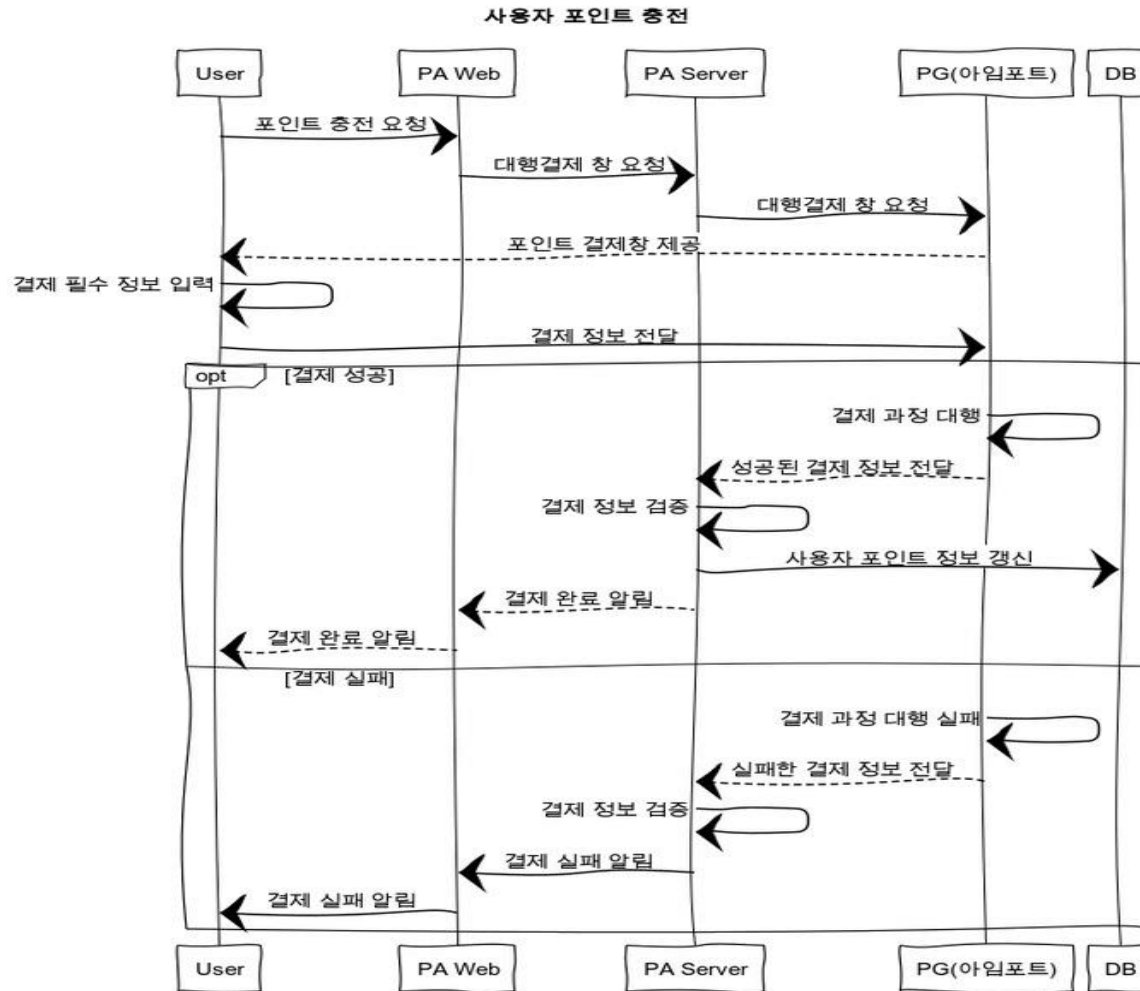 사용자 포인트 충전
User
PA Web
PA Server
PG(아임포트)
DB
포인트 충전 요청
대행결제 창 요청
대행결제 창 요청
포인트 결제창 제공
결제 필수 정보 입력
결제 정보 전달
opt
[결제 성공]
결제 과정 대행
성공된 결제 정보 전달
결제 정보 검증
사용자 포인트 정보 갱신
결제 완료 알림
결제 완료 알림
[결제 실패]
결제 과정 대행 실패
실패한 결제 정보 전달
결제 정보 검증
결제 실패 알림
결제 실패 알림
User
PA Web
PA Server
PG(아임포트)
DB